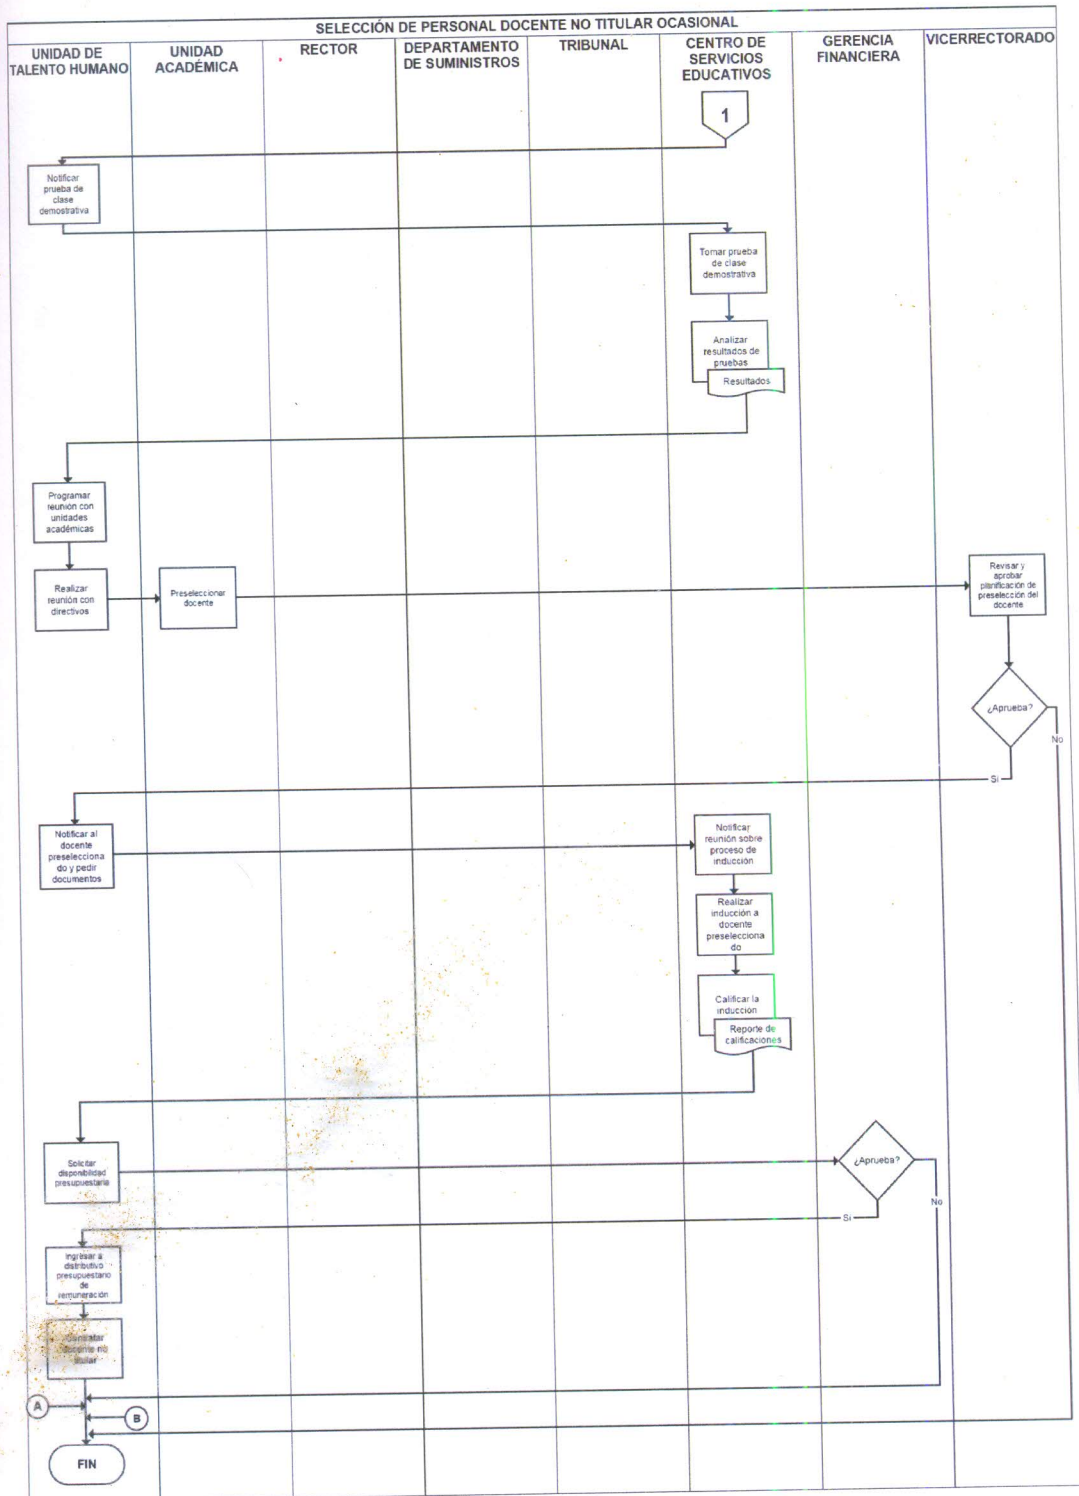 SELECCIÓN DE PERSONAL DOCENTE NO TITULAR OCASIONAL
UNIDAD DE
TALENTO HUMANO
UNIDAD
ACADÉMICA
RECTOR
DEPARTAMENTO
DE SUMINISTROS
TRIBUNAL
CENTRO DE
SERVICIOS
EDUCATIVOS
GERENCIA
FINANCIERA
VICERRECTORADO
1
Notificar
prueba de
clase
demostrativa
Tomar prueba
de clase
demostrativa
Analizar
resultados de
pruebas
Resultados
Programar
reunión con
unidades
académicas
Realizar
reunión con
directivos
Preseleccionar
docente
Revisar y
aprobar
planificación de
preselección del
docente
¿Aprueba?
No
Si
Notificar al
docente
preselecciona
do y pedir
documentos
Notificar
reunión sobre
proceso de
inducción
Realizar
inducción a
docente
preselecciona
do
Calificar la
inducción
Reporte de
calificaciones
Solicitar
disponibilidad
presupuestaria
¿Aprueba?
No
Si
Ingresar a
distributivo
presupuestario
de
remuneración
Contratar
docente no
titular
A
B
FIN